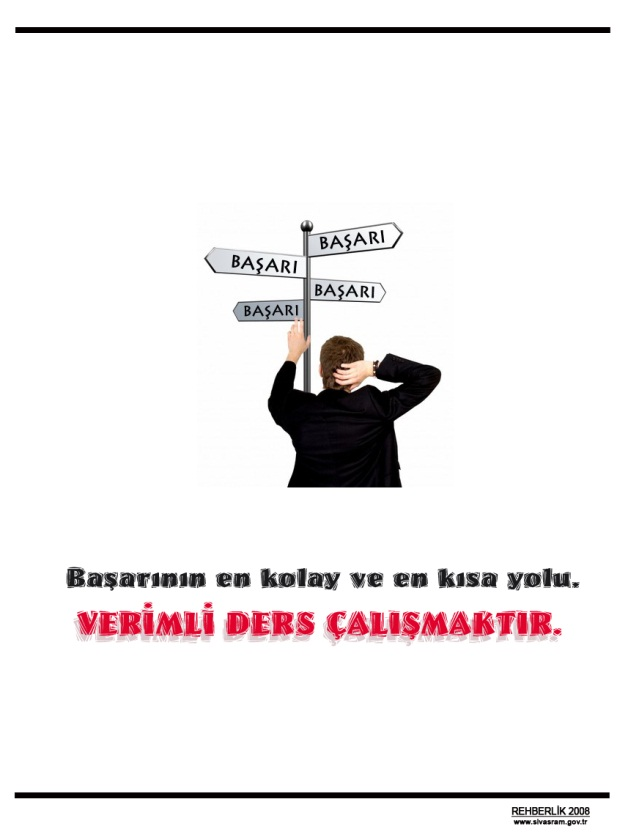 BAŞARI
BAŞARI
BAŞARI
BAŞARI
Başarının en kolay ve en kısa yolu.
VERİMLİ DERS ÇALIŞMAKTIR.
REHBERLİK 2008
www.sivasram.gov.tr